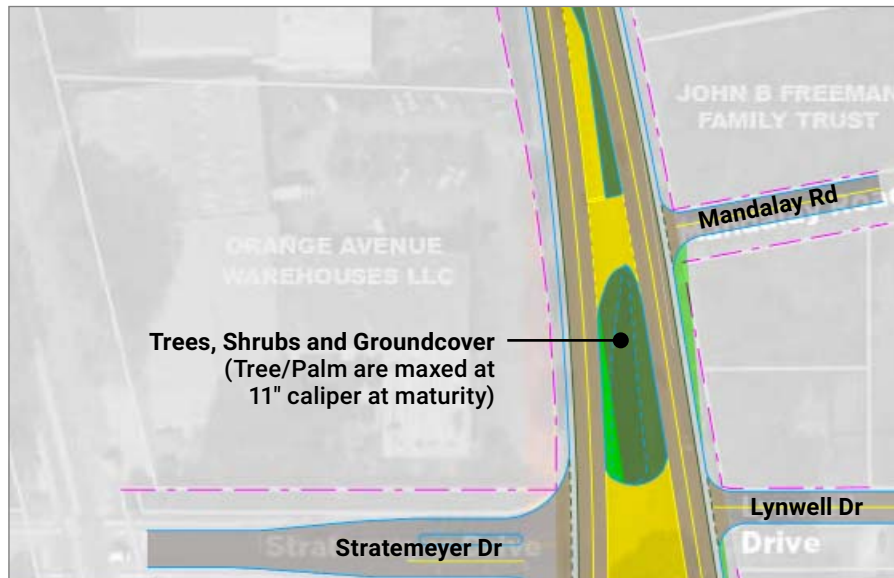 JOHN B FREEMAN
FAMILY TRUST
Mandalay Rd
ORANGE AVENUE
WAREHOUSES LLC
Trees, Shrubs and Groundcover
(Tree/Palm are maxed at
11" caliper at maturity)
Lynwell Dr
Stratemeyer Dr
Drive